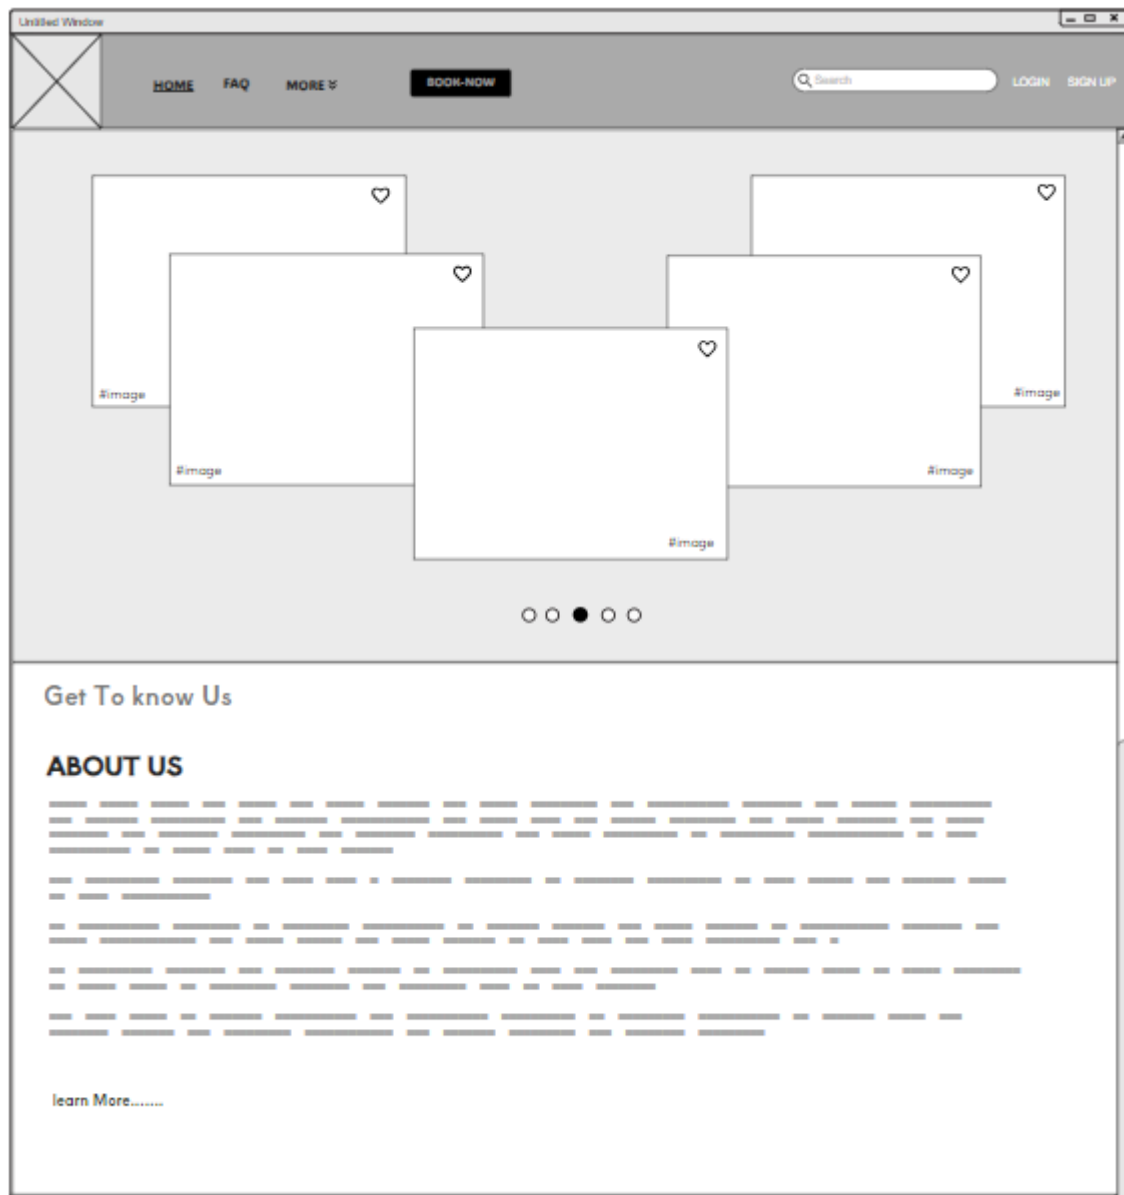 Untitled Window
HOME FAQ MORE BOOK-NOW Search LOGIN SIGN UP
#image
#image
#image
#image
#image
Get To know Us
ABOUT US
learn More........